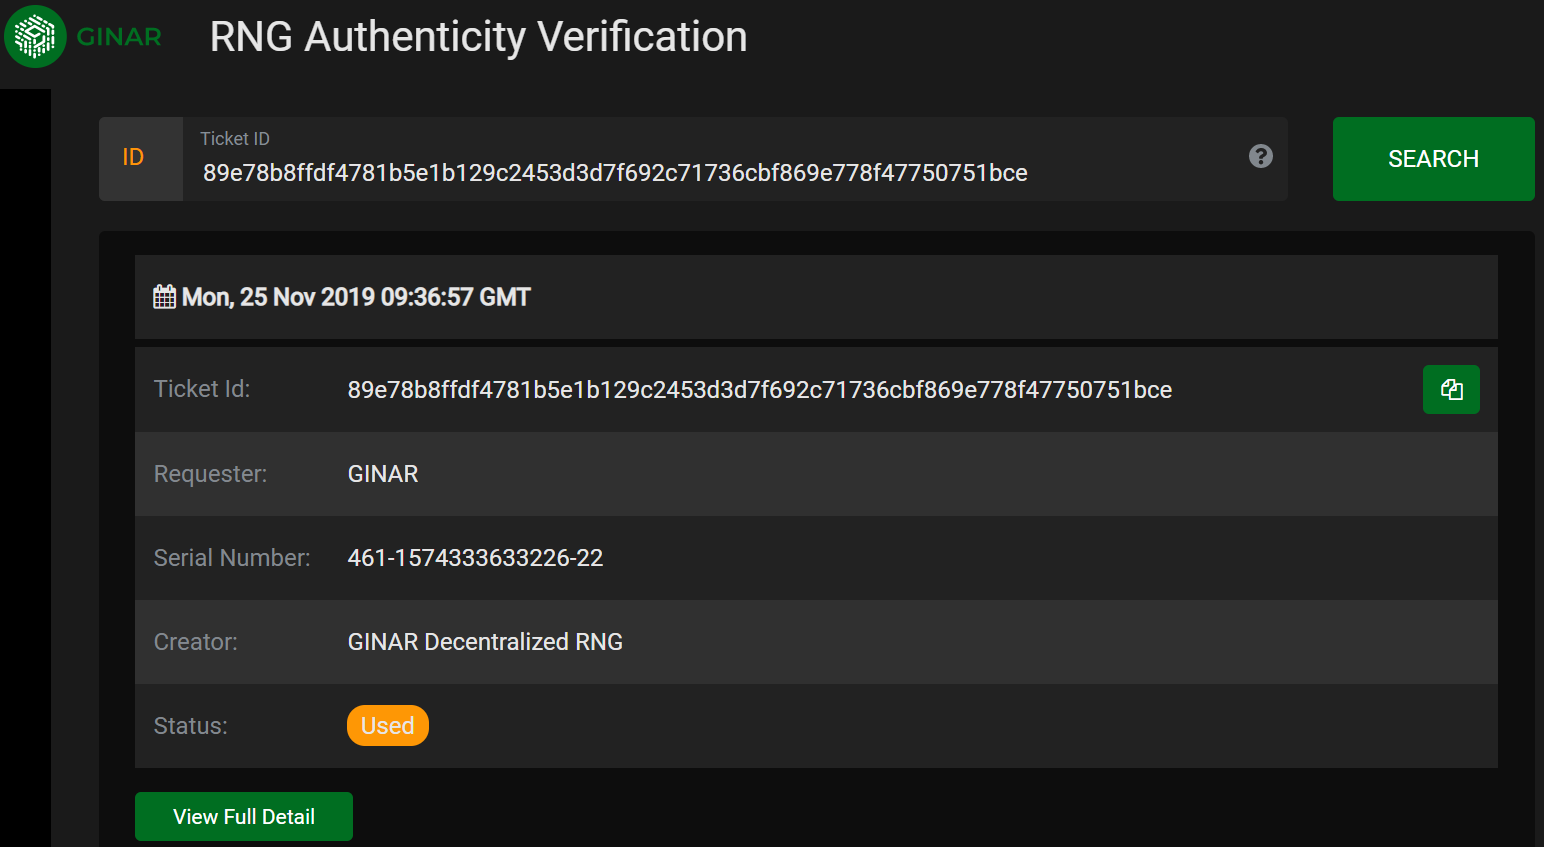 GINAR
RNG Authenticity Verification
ID
Ticket ID
89e78b8ffdf4781b5e1b129c2453d3d7f692c71736cbf869e778f47750751bce
SEARCH
Mon, 25 Nov 2019 09:36:57 GMT
Ticket Id: 89e78b8ffdf4781b5e1b129c2453d3d7f692c71736cbf869e778f47750751bce
Requester: GINAR
Serial Number: 461-1574333633226-22
Creator: GINAR Decentralized RNG
Status: Used
View Full Detail